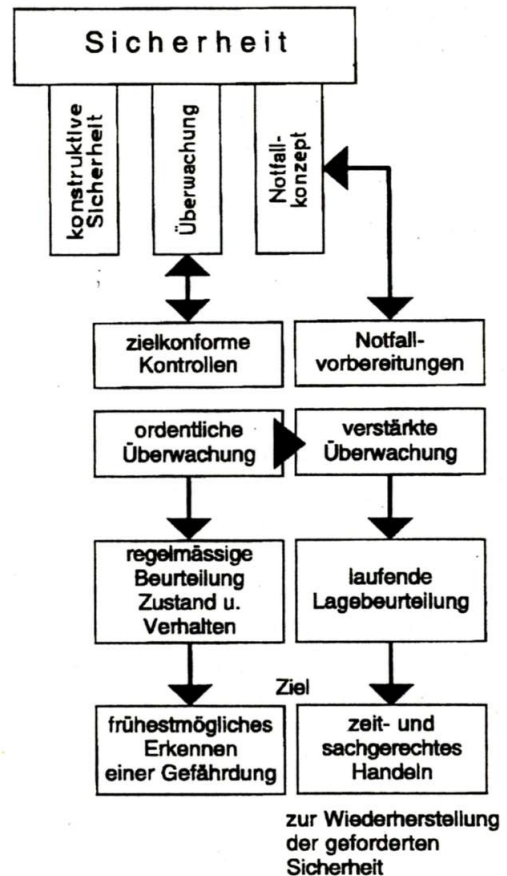 Sicherheit
konstruktive
Sicherheit
Überwachung
Notfall-
konzept
zielkonforme
Kontrollen
Notfall-
vorbereitungen
ordentliche
Überwachung
verstärkte
Überwachung
regelmässige
Beurteilung
Zustand u.
Verhalten
laufende
Lagebeurteilung
Ziel
frühestmögliches
Erkennen
einer Gefährdung
zeit- und
sachgerechtes
Handeln
zur Wiederherstellung
der geforderten
Sicherheit